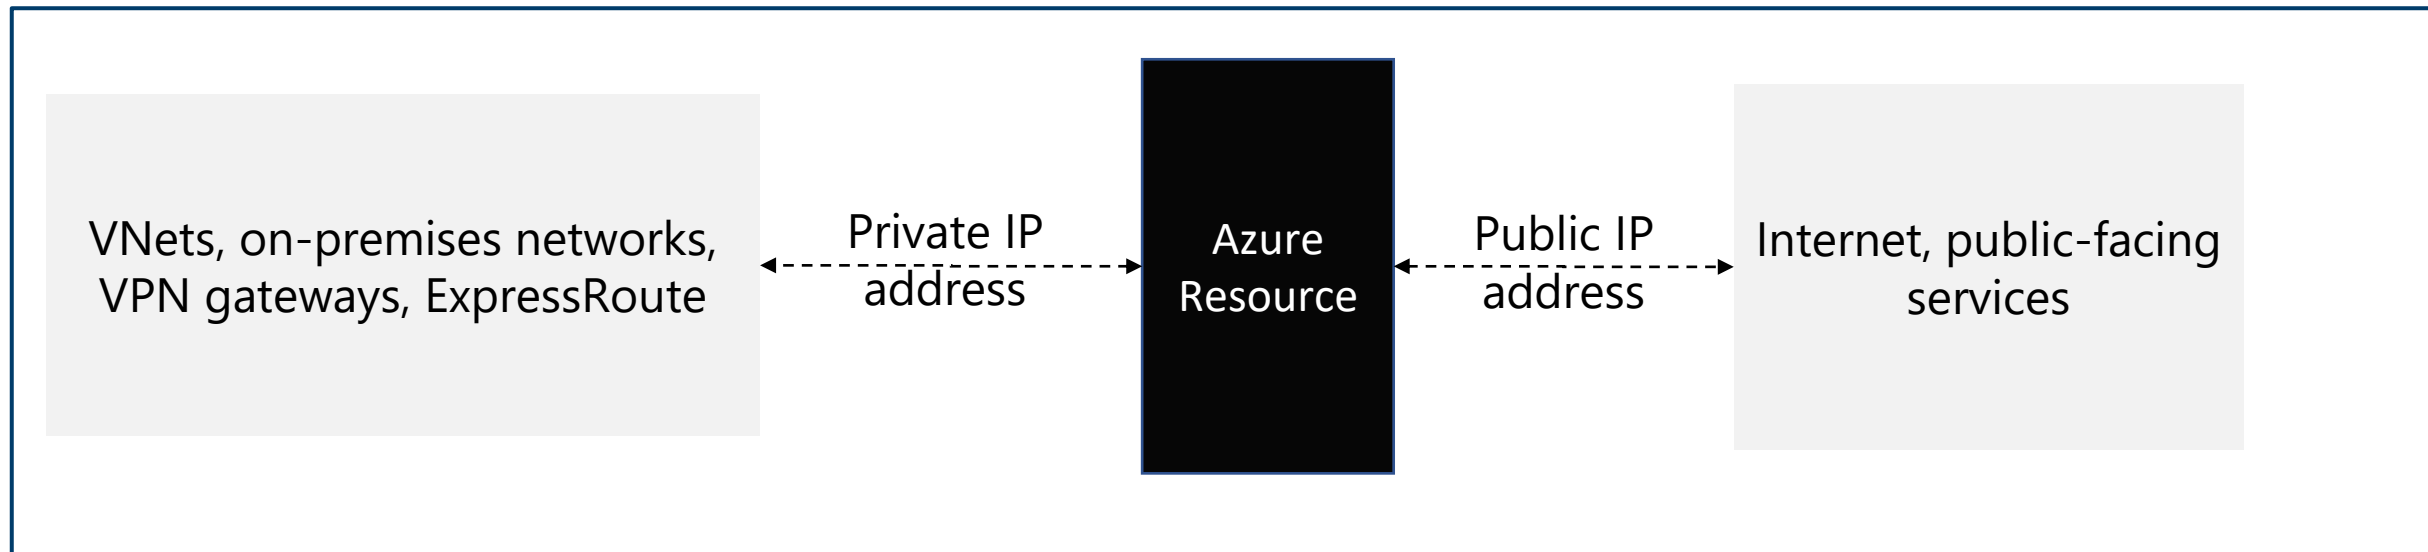 VNets, on-premises networks,
VPN gateways, ExpressRoute
Private IP
address
Azure
Resource
Public IP
address
Internet, public-facing
services